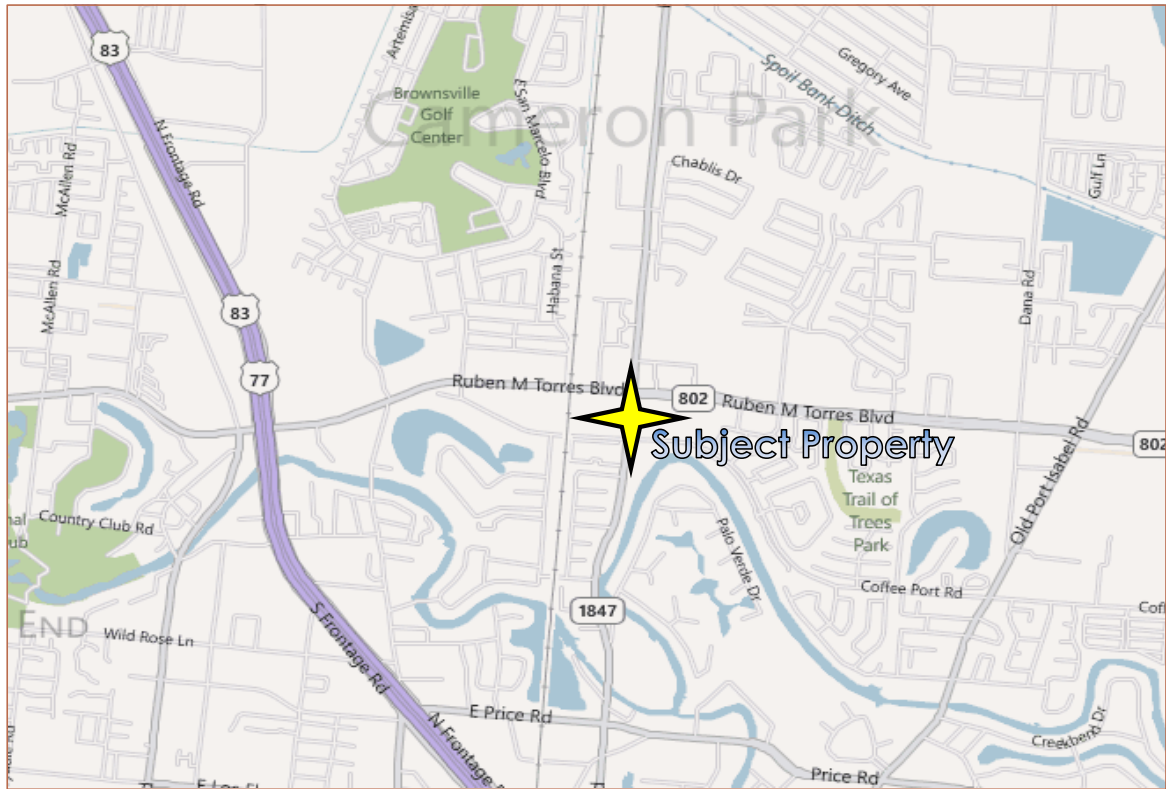 83
Artemisa
Gregory Ave
Spoil Bank Ditch
Brownsville
Golf
Center
E San Marcelo Blvd
Cameron Park
N Frontage Rd
McAllen Rd
Chablis Dr
Gulf Ln
McAllen Rd
Habana St
Dana Rd
83
77
Ruben M Torres Blvd
802
Ruben M Torres Blvd
802
Subject Property
Texas
Trail of
Trees
Park
Old Port Isabel Rd
Country Club Rd
Palo Verde Dr
Coffee Port Rd
1847
END
Wild Rose Ln
S Frontage Rd
E Price Rd
N Frontage
Creekbend Dr
Price Rd